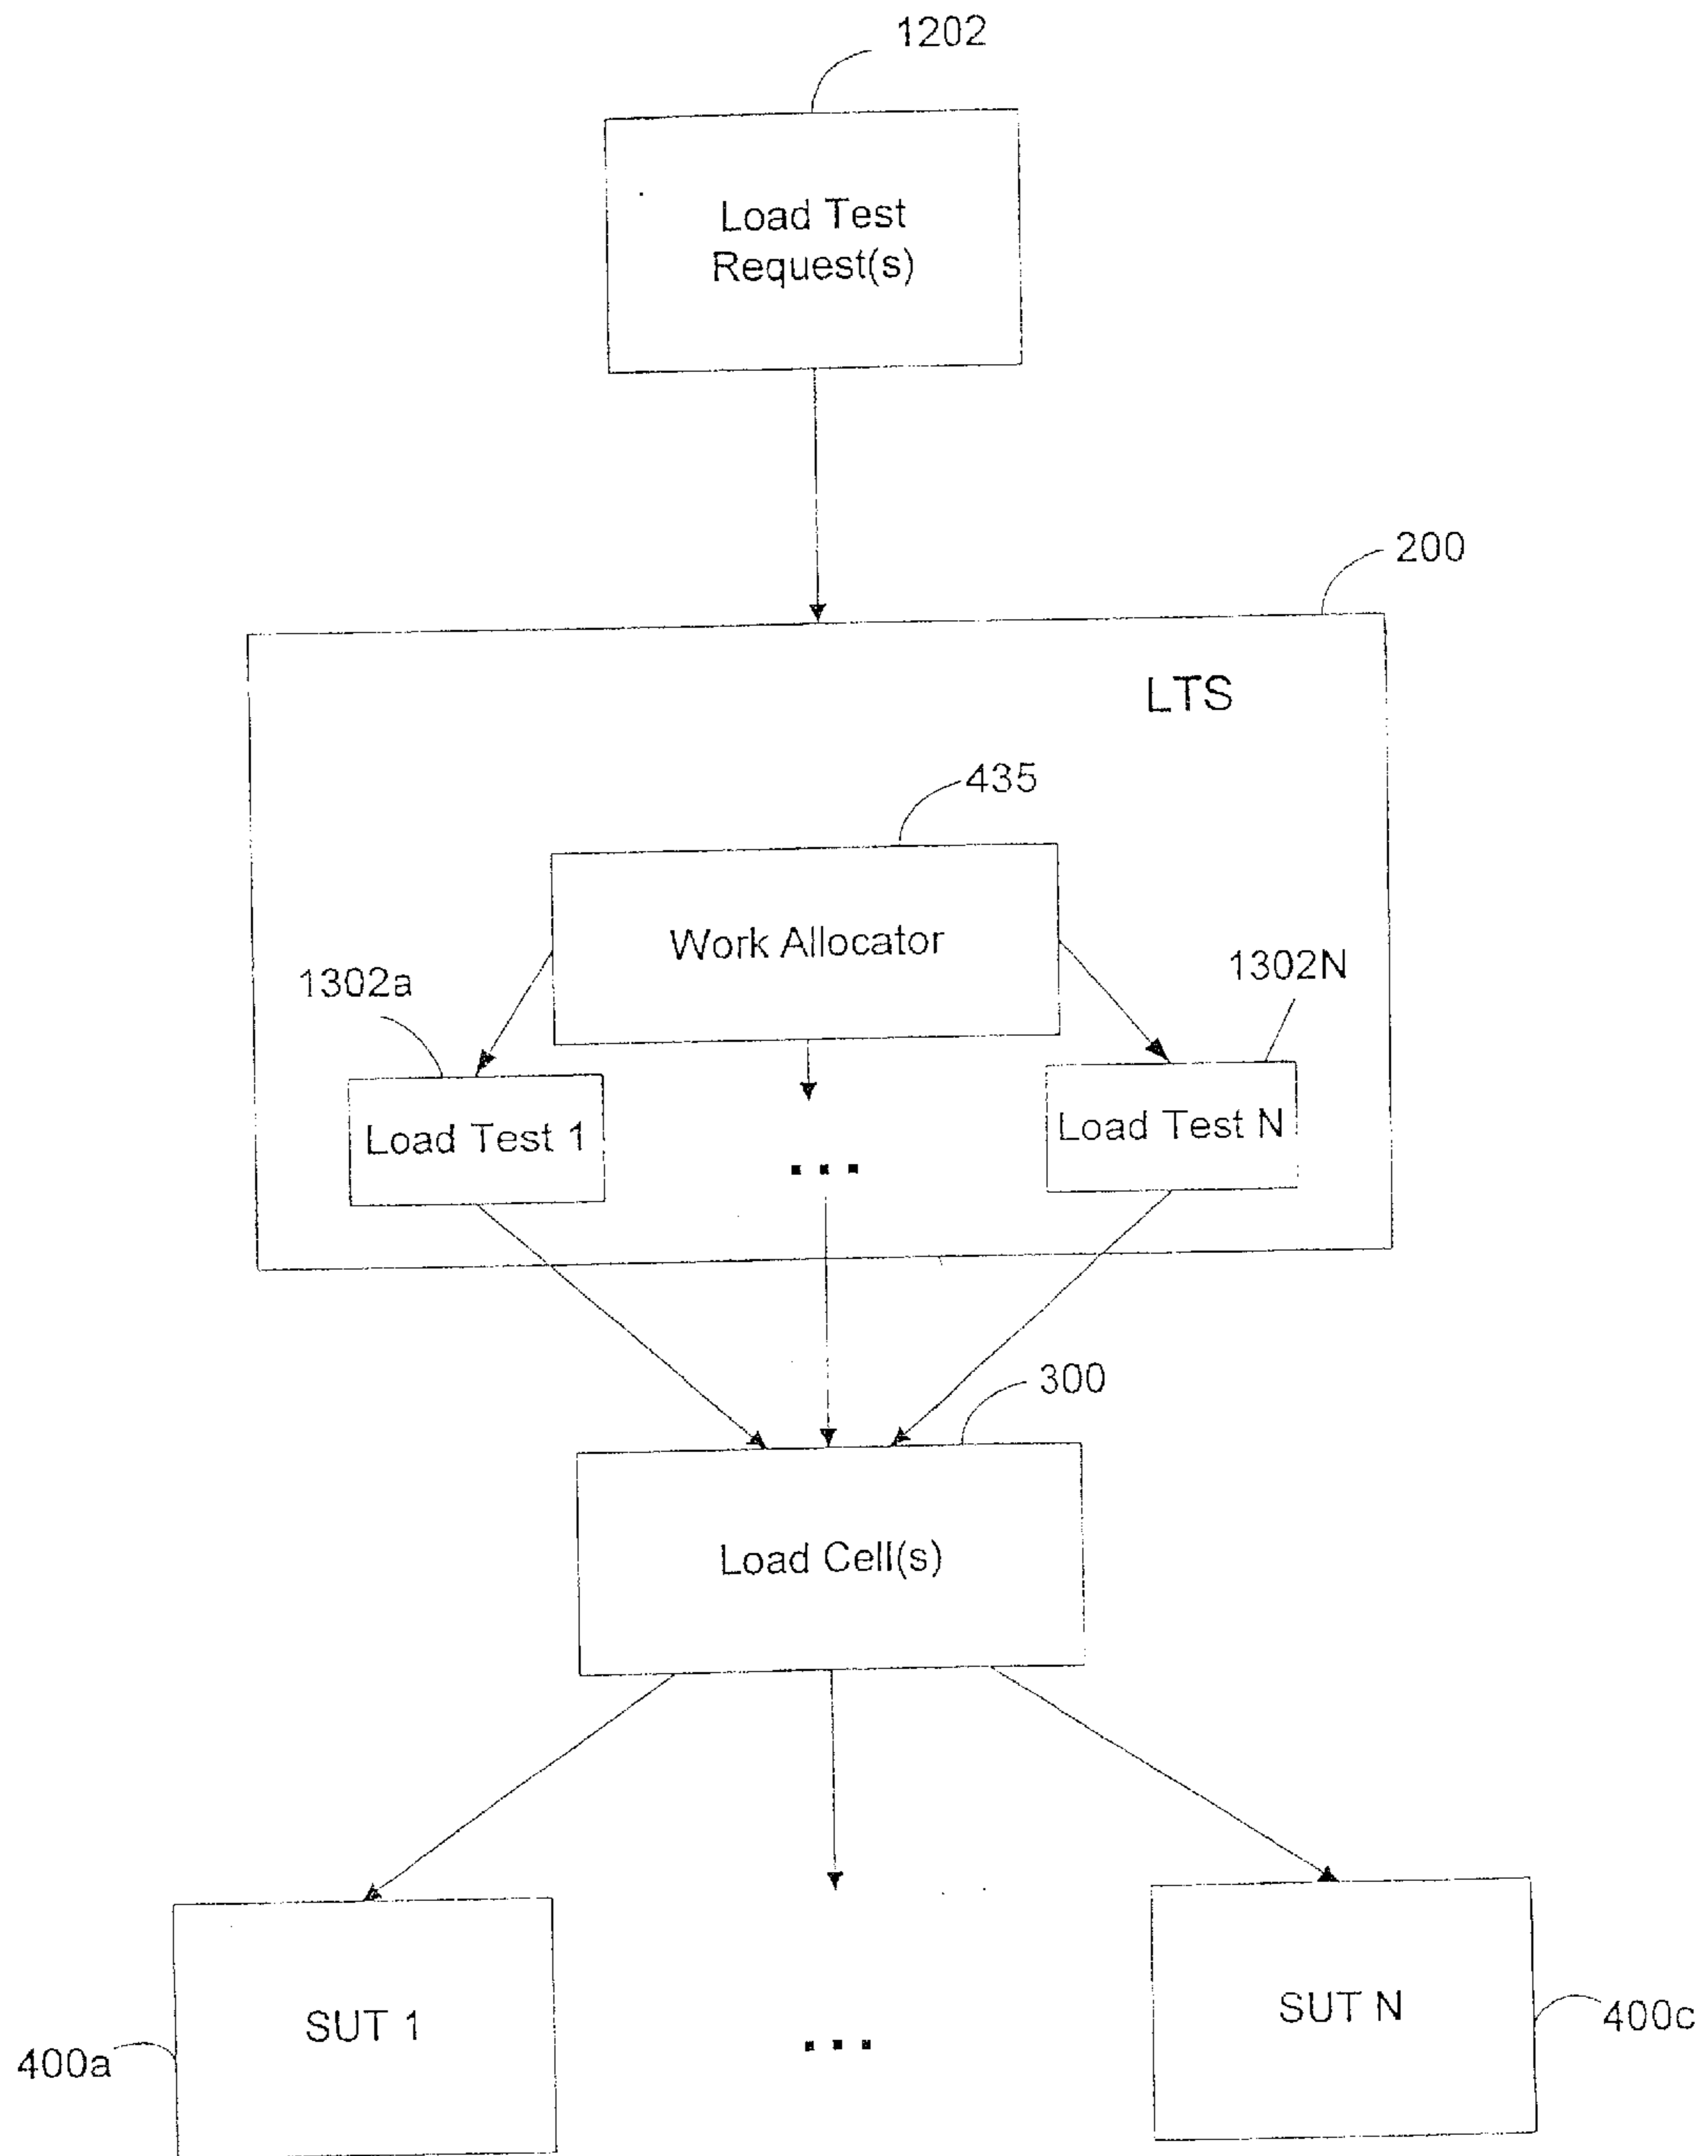 1202
Load Test
Request(s)
200
LTS
435
Work Allocator
1302a
1302N
Load Test 1
Load Test N
...
300
Load Cell(s)
SUT 1
SUT N
400a
...
400c